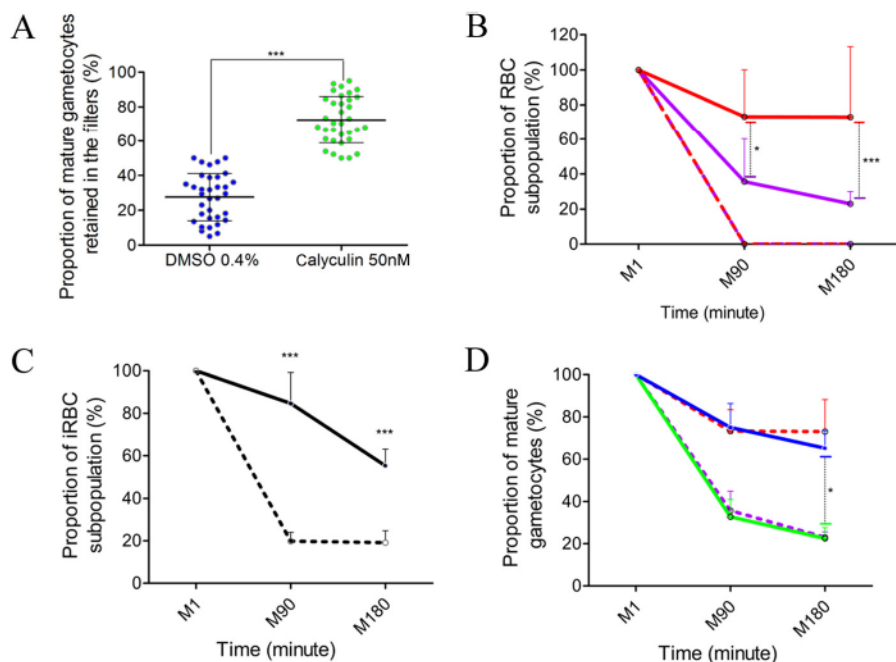 A
Proportion of mature gametocytes
retained in the filters (%)
100
80
60
40
20
0
***
DMSO 0.4%
Calyculin 50nM
B
Proportion of RBC
subpopulation (%)
120
100
80
60
40
20
0
*
***
M1
M90
M180
Time (minute)
C
Proportion of iRBC
subpopulation (%)
100
80
60
40
20
0
***
***
M1
M90
M180
Time (minute)
D
Proportion of mature
gametocytes (%)
100
80
60
40
20
0
*
M1
M90
M180
Time (minute)